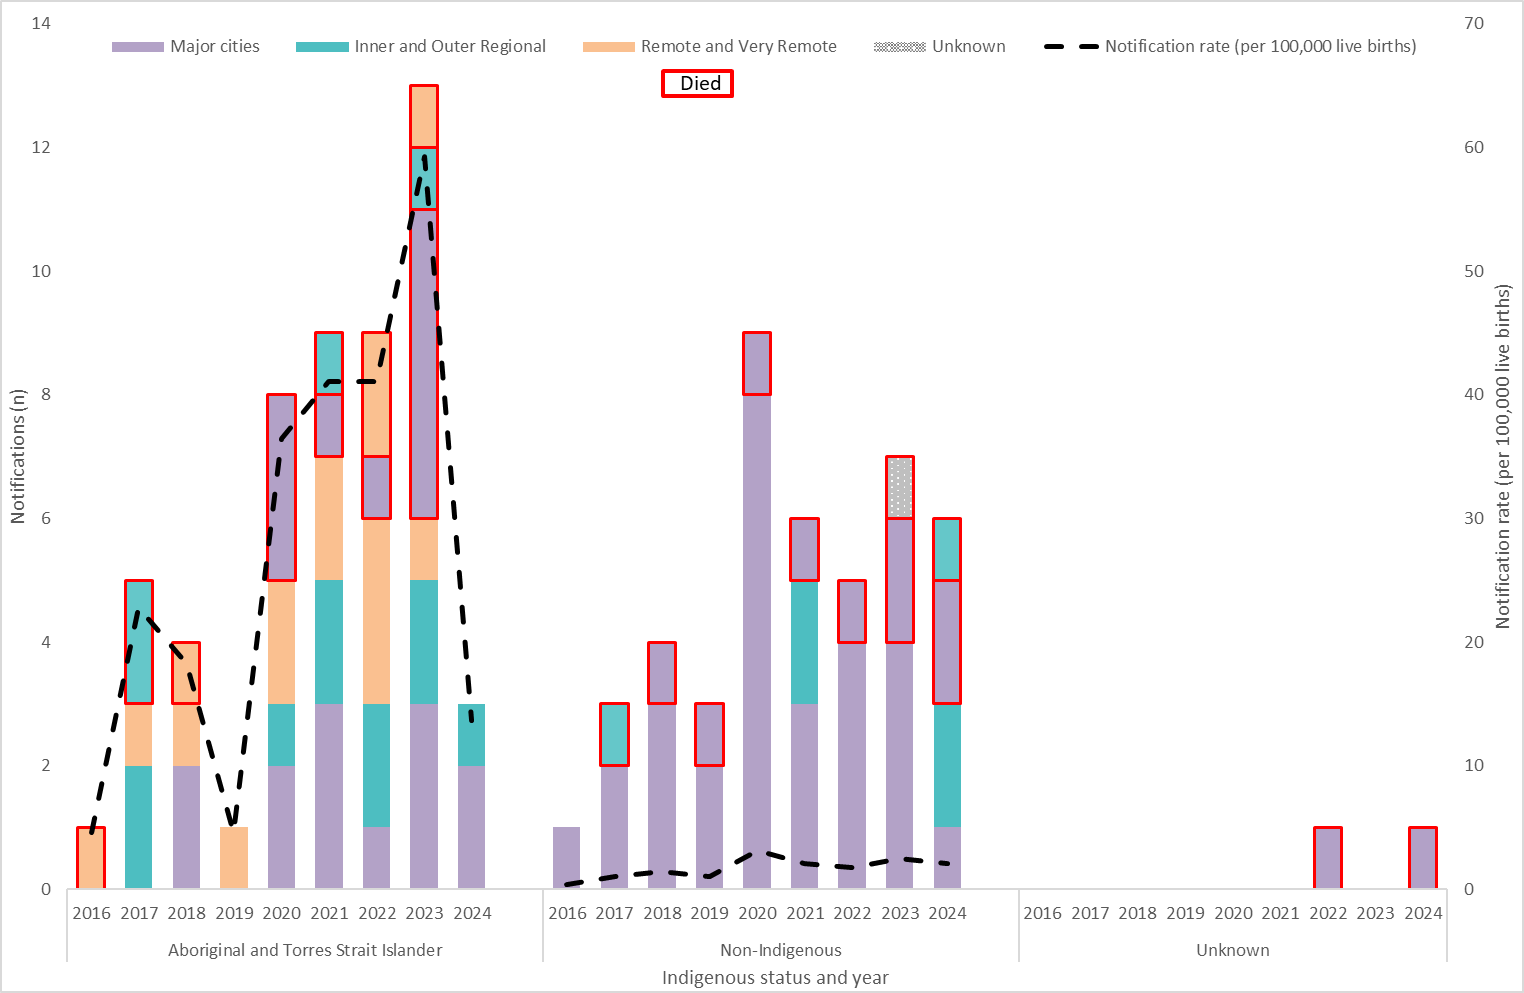 14
70
Major cities
Inner and Outer Regional
Remote and Very Remote
Unknown
Notification rate (per 100,000 live births)
Died
12
60
10
50
8
40
6
30
4
20
2
10
0
0
Notifications (n)
Notification rate (per 100,000 live births)
2016 2017 2018 2019 2020 2021 2022 2023 2024 2016 2017 2018 2019 2020 2021 2022 2023 2024 2016 2017 2018 2019 2020 2021 2022 2023 2024
Aboriginal and Torres Strait Islander
Non-Indigenous
Unknown
Indigenous status and year